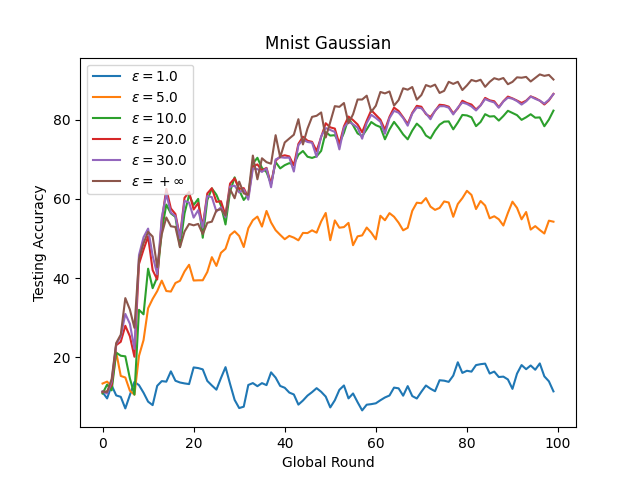 Mnist Gaussian
ε = 1.0
ε = 5.0
ε = 10.0
ε = 20.0
ε = 30.0
ε = +∞
80
60
40
20
Testing Accuracy
0 20 40 60 80 100
Global Round